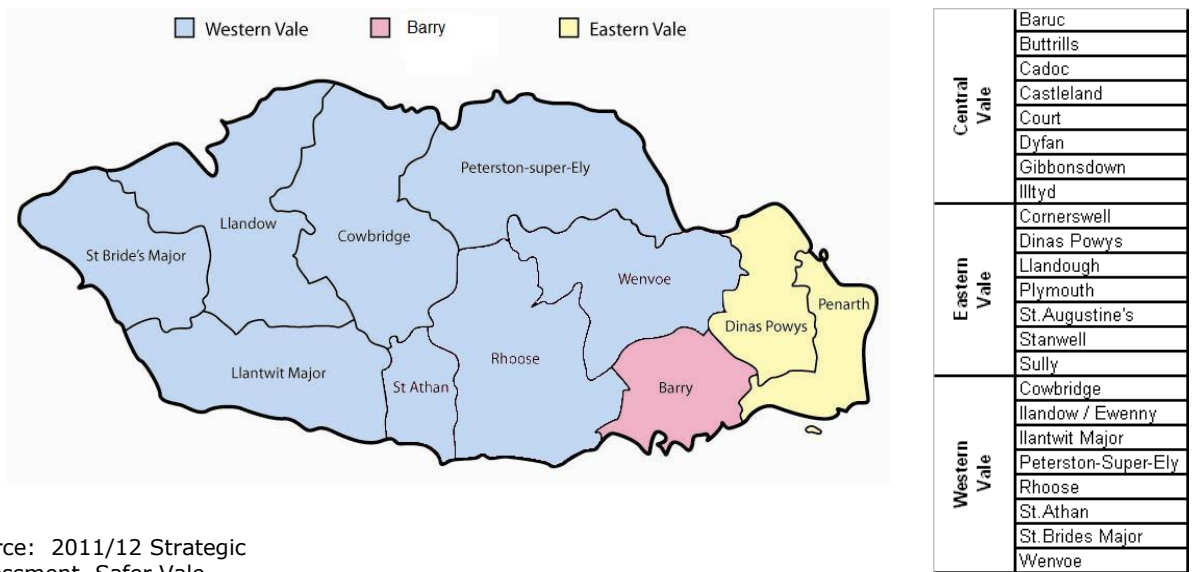 Western Vale
Barry
Eastern Vale
Peterston-super-Ely
Llandow
Cowbridge
St Bride's Major
Wenvoe
Penarth
Dinas Powys
Rhoose
Llantwit Major
St Athan
Barry
Central
Vale
Baruc
Buttrills
Cadoc
Castleland
Court
Dyfan
Gibbonsdown
Illtyd
Eastern
Vale
Cornerswell
Dinas Powys
Llandough
Plymouth
St.Augustine's
Stanwell
Sully
Western
Vale
Cowbridge
llandow / Ewenny
llantwit Major
Peterston-Super-Ely
Rhoose
St.Athan
St.Brides Major
Wenvoe
rce: 2011/12 Strategic
essment, Safer Vale